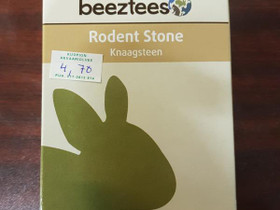 beeztees
Rodent Stone
Knaagsteen
4,70